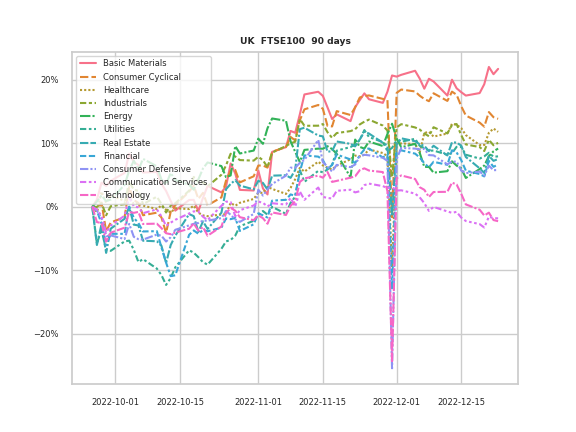 UK  FTSE100  90 days
Basic Materials
Consumer Cyclical
Healthcare
Industrials
Energy
Utilities
Real Estate
Financial
Consumer Defensive
Communication Services
Technology
20%
10%
0%
−10%
−20%
2022-10-01
2022-10-15
2022-11-01
2022-11-15
2022-12-01
2022-12-15